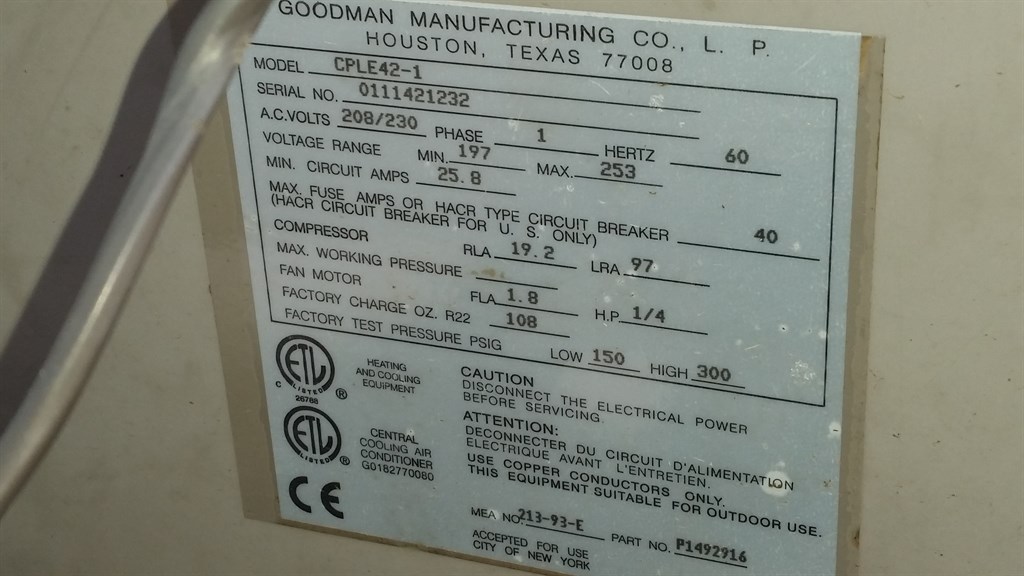 GOODMAN MANUFACTURING CO., L. P.
HOUSTON, TEXAS 77008
MODEL CPLE42-1
SERIAL NO. 0111421232
A.C.VOLTS 208/230 PHASE 1 HERTZ 60
VOLTAGE RANGE MIN. 197 MAX. 253
MIN. CIRCUIT AMPS 25.8
MAX. FUSE AMPS OR HACR TYPE CIRCUIT BREAKER 40
(HACR CIRCUIT BREAKER FOR U. S. ONLY)
COMPRESSOR RLA 19.2 LRA 97
MAX. WORKING PRESSURE
FAN MOTOR FLA 1.8 H.P. 1/4
FACTORY CHARGE OZ. R22 108
FACTORY TEST PRESSURE PSIG LOW 150 HIGH 300
ETL
C LISTED ®
26788
HEATING
AND COOLING
EQUIPMENT
ETL
LISTED ®
CENTRAL
COOLING AIR
CONDITIONER
G0182770080
CE
CAUTION
DISCONNECT THE ELECTRICAL POWER
BEFORE SERVICING.
ATTENTION:
DECONNECTER DU CIRCUIT D'ALIMENTATION
ELECTRIQUE AVANT L'ENTRETIEN.
USE COPPER CONDUCTORS ONLY.
THIS EQUIPMENT SUITABLE FOR OUTDOOR USE.
MEA NO. 213-93-E PART NO. P1492916
ACCEPTED FOR USE
CITY OF NEW YORK